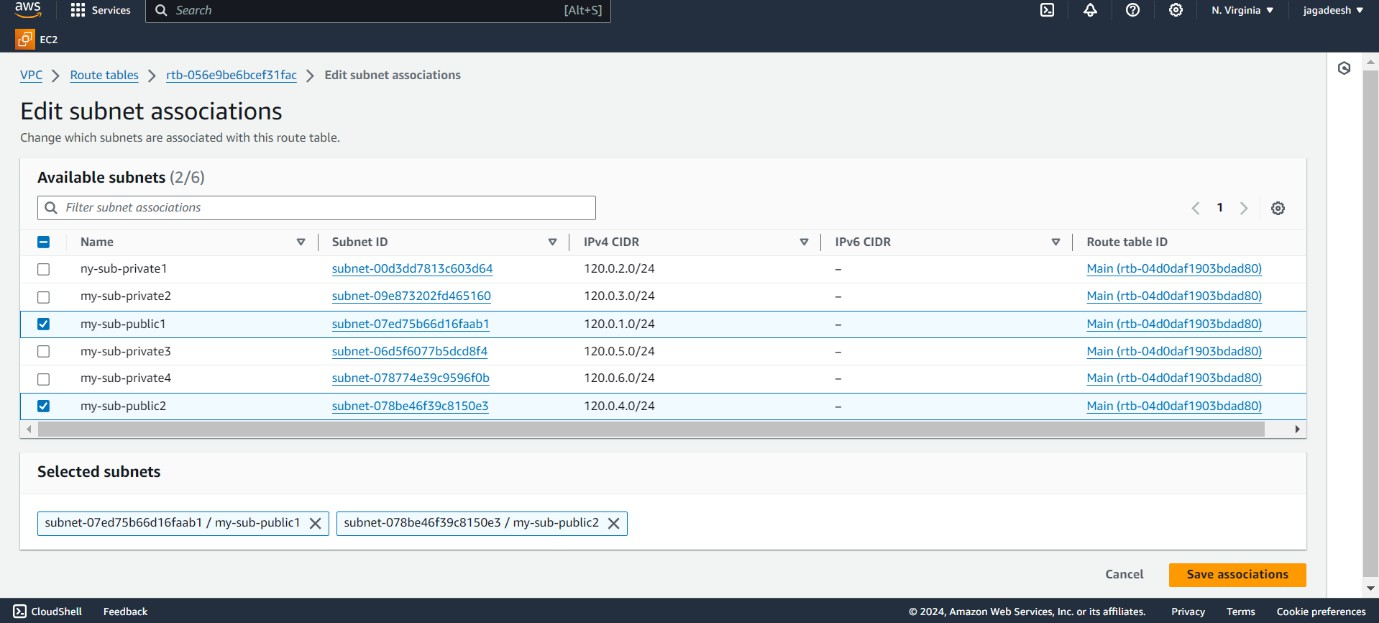 aws Services Search [Alt+S] N. Virginia ▼ jagadeesh ▼
EC2
VPC > Route tables > rtb-056e9be6bcef31fac > Edit subnet associations
Edit subnet associations
Change which subnets are associated with this route table.
Available subnets (2/6)
Filter subnet associations
< 1 >
Name Subnet ID IPv4 CIDR IPv6 CIDR Route table ID
ny-sub-private1 subnet-00d3dd7813c603d64 120.0.2.0/24 – Main (rtb-04d0daf1903bdad80)
my-sub-private2 subnet-09e873202fd465160 120.0.3.0/24 – Main (rtb-04d0daf1903bdad80)
my-sub-public1 subnet-07ed75b66d16faab1 120.0.1.0/24 – Main (rtb-04d0daf1903bdad80)
my-sub-private3 subnet-06d5f6077b5dcd8f4 120.0.5.0/24 – Main (rtb-04d0daf1903bdad80)
my-sub-private4 subnet-078774e39c9596f0b 120.0.6.0/24 – Main (rtb-04d0daf1903bdad80)
my-sub-public2 subnet-078be46f39c8150e3 120.0.4.0/24 – Main (rtb-04d0daf1903bdad80)
Selected subnets
subnet-07ed75b66d16faab1 / my-sub-public1 X subnet-078be46f39c8150e3 / my-sub-public2 X
Cancel Save associations
CloudShell Feedback © 2024, Amazon Web Services, Inc. or its affiliates. Privacy Terms Cookie preferences